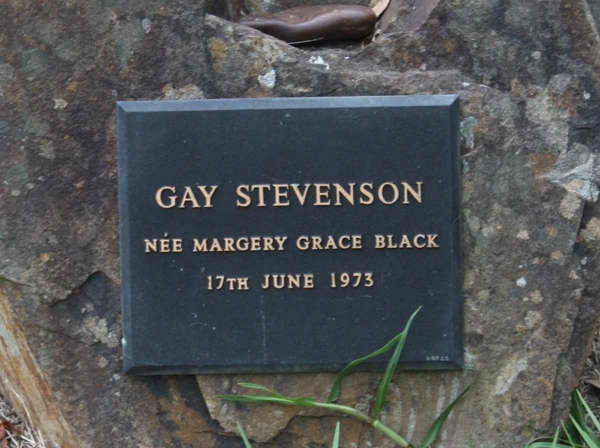 GAY STEVENSON
NÉE MARGERY GRACE BLACK
17TH JUNE 1973